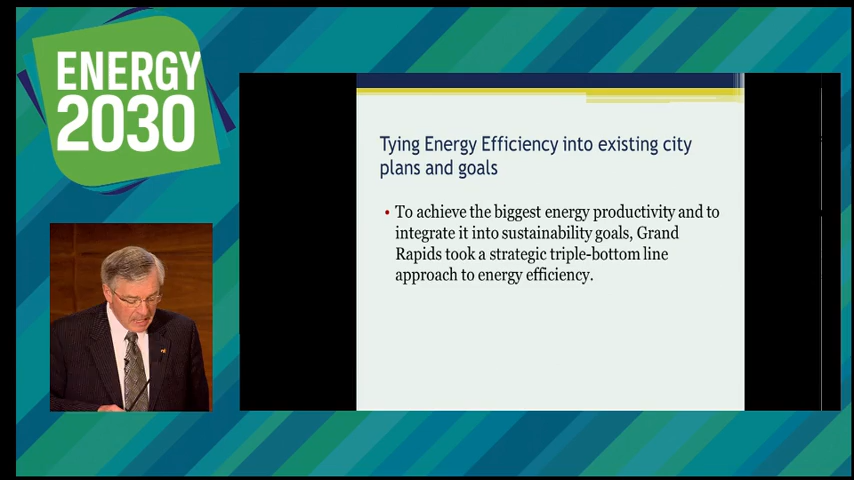 ENERGY
2030
Tying Energy Efficiency into existing city
plans and goals
• To achieve the biggest energy productivity and to
integrate it into sustainability goals, Grand
Rapids took a strategic triple-bottom line
approach to energy efficiency.